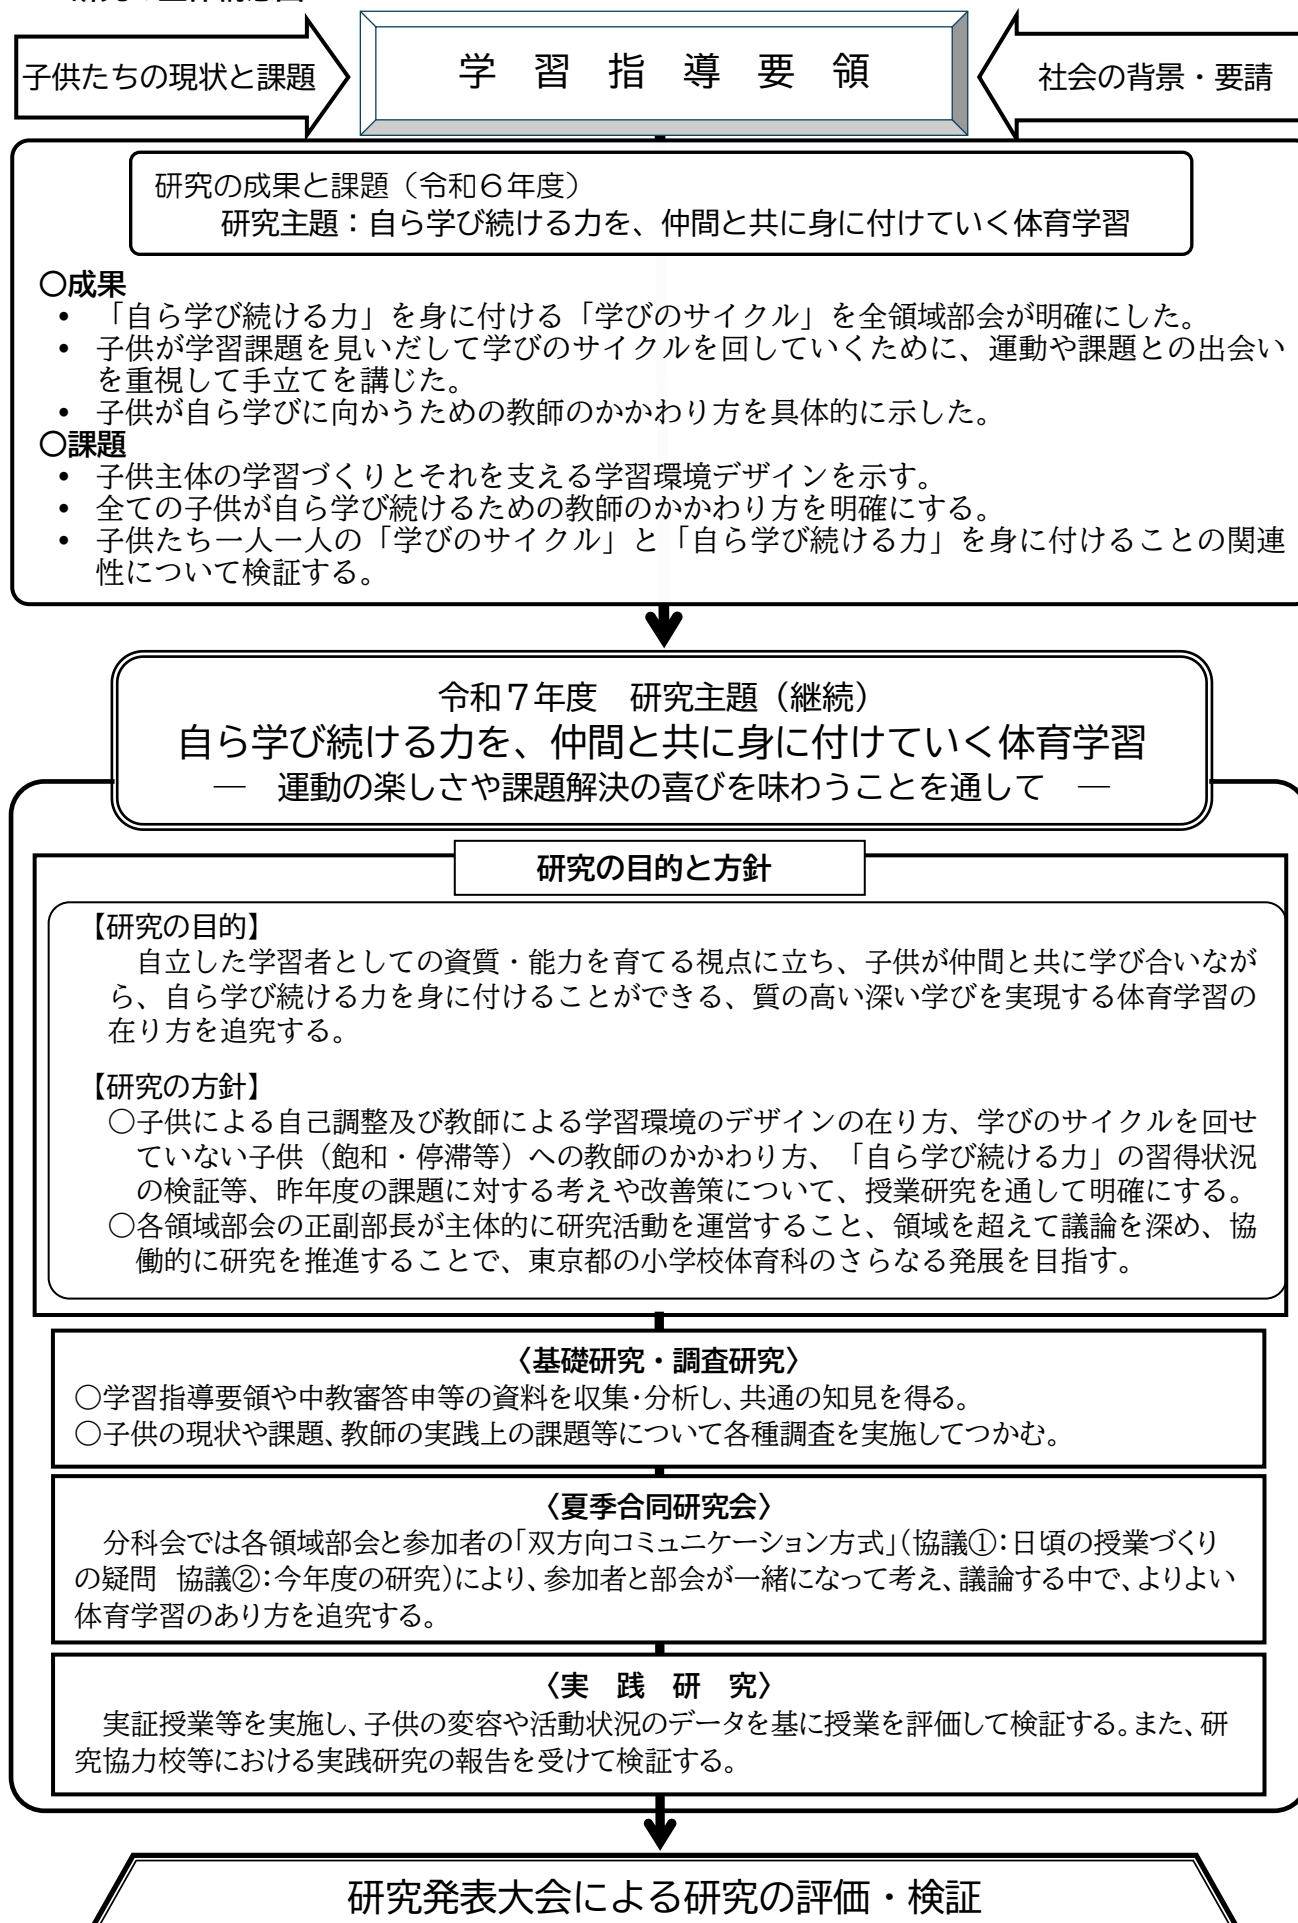 子供たちの現状と課題
学 習 指 導 要 領
社会の背景・要請
研究の成果と課題（令和６年度）
研究主題：自ら学び続ける力を、仲間と共に身に付けていく体育学習
○成果
• 「自ら学び続ける力」を身に付ける「学びのサイクル」を全領域部会が明確にした。
• 子供が学習課題を見いだして学びのサイクルを回していくために、運動や課題との出会い
を重視して手立てを講じた。
• 子供が自ら学びに向かうための教師のかかわり方を具体的に示した。
○課題
• 子供主体の学習づくりとそれを支える学習環境デザインを示す。
• 全ての子供が自ら学び続けるための教師のかかわり方を明確にする。
• 子供たち一人一人の「学びのサイクル」と「自ら学び続ける力」を身に付けることの関連
性について検証する。
令和７年度　研究主題（継続）
自ら学び続ける力を、仲間と共に身に付けていく体育学習
―　運動の楽しさや課題解決の喜びを味わうことを通して　―
研究の目的と方針
【研究の目的】
自立した学習者としての資質・能力を育てる視点に立ち、子供が仲間と共に学び合いなが
ら、自ら学び続ける力を身に付けることができる、質の高い深い学びを実現する体育学習の
在り方を追究する。
【研究の方針】
○子供による自己調整及び教師による学習環境のデザインの在り方、学びのサイクルを回せ
ていない子供（飽和・停滞等）への教師のかかわり方、「自ら学び続ける力」の習得状況
の検証等、昨年度の課題に対する考えや改善策について、授業研究を通して明確にする。
○各領域部会の正副部長が主体的に研究活動を運営すること、領域を超えて議論を深め、協
働的に研究を推進することで、東京都の小学校体育科のさらなる発展を目指す。
〈基礎研究・調査研究〉
○学習指導要領や中教審答申等の資料を収集・分析し、共通の知見を得る。
○子供の現状や課題、教師の実践上の課題等について各種調査を実施してつかむ。
〈夏季合同研究会〉
分科会では各領域部会と参加者の「双方向コミュニケーション方式」（協議①：日頃の授業づくり
の疑問　協議②：今年度の研究）により、参加者と部会が一緒になって考え、議論する中で、よりよい
体育学習のあり方を追究する。
〈実　践　研　究〉
実証授業等を実施し、子供の変容や活動状況のデータを基に授業を評価して検証する。また、研
究協力校等における実践研究の報告を受けて検証する。
研究発表大会による研究の評価・検証